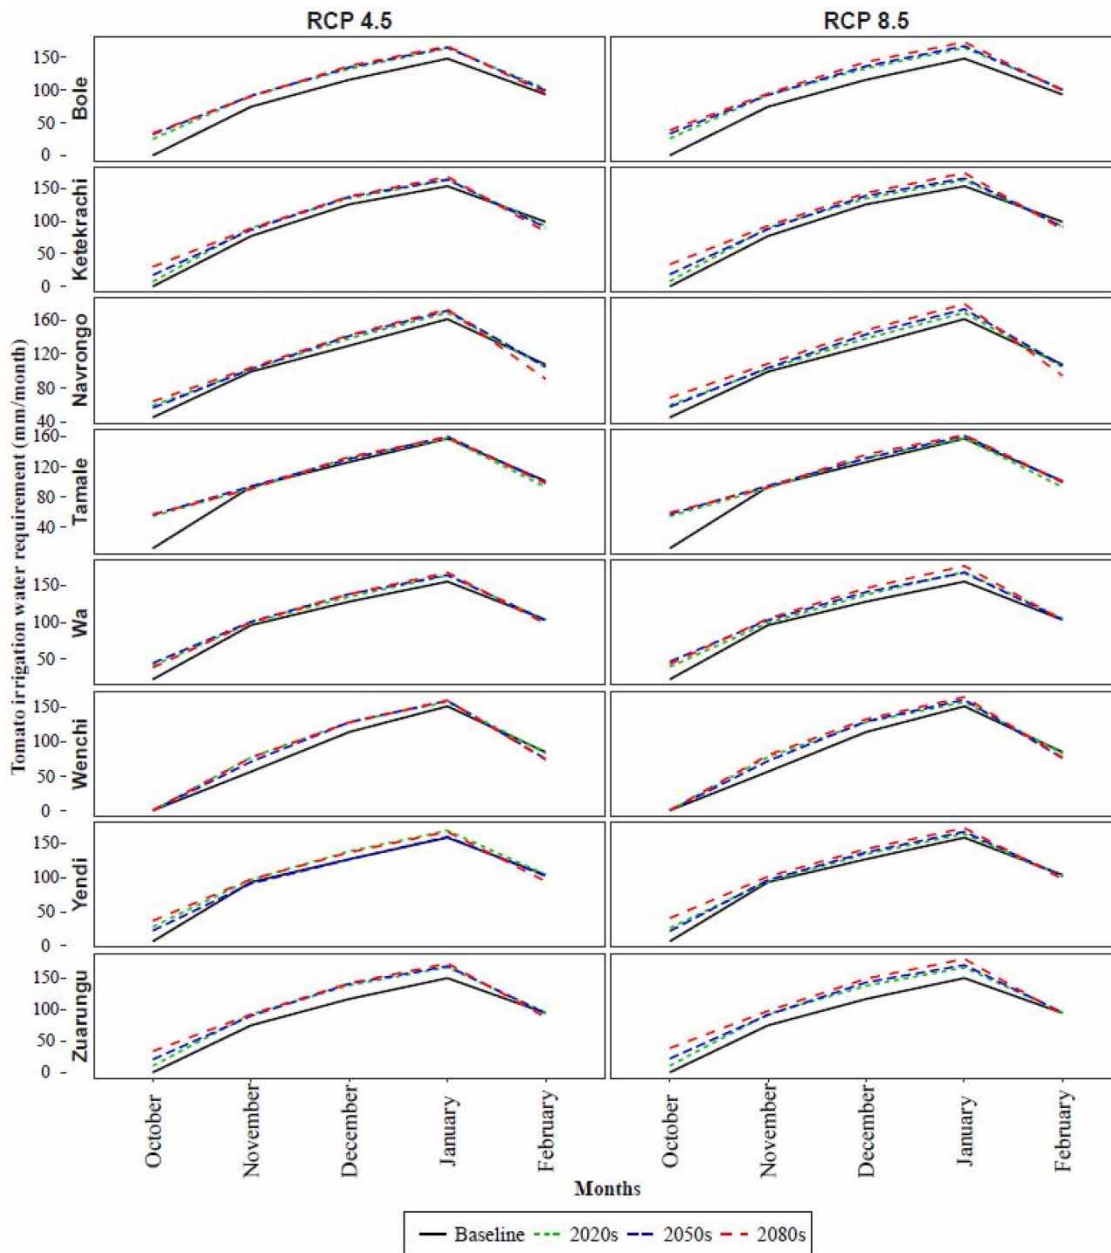 RCP 4.5
RCP 8.5
Tomato irrigation water requirement (mm/month)
Bole
150-
100-
50-
0 -
Ketekrachi
150-
100-
50-
0 -
Navrongo
160-
120-
80-
40-
Tamale
160-
120-
80-
40-
Wa
150-
100-
50-
Wenchi
150-
100-
50-
0 -
Yendi
150-
100-
50-
0 -
Zuarungu
150-
100-
50-
0 -
October
November
December
January
February
October
November
December
January
February
Months
Baseline 2020s 2050s 2080s